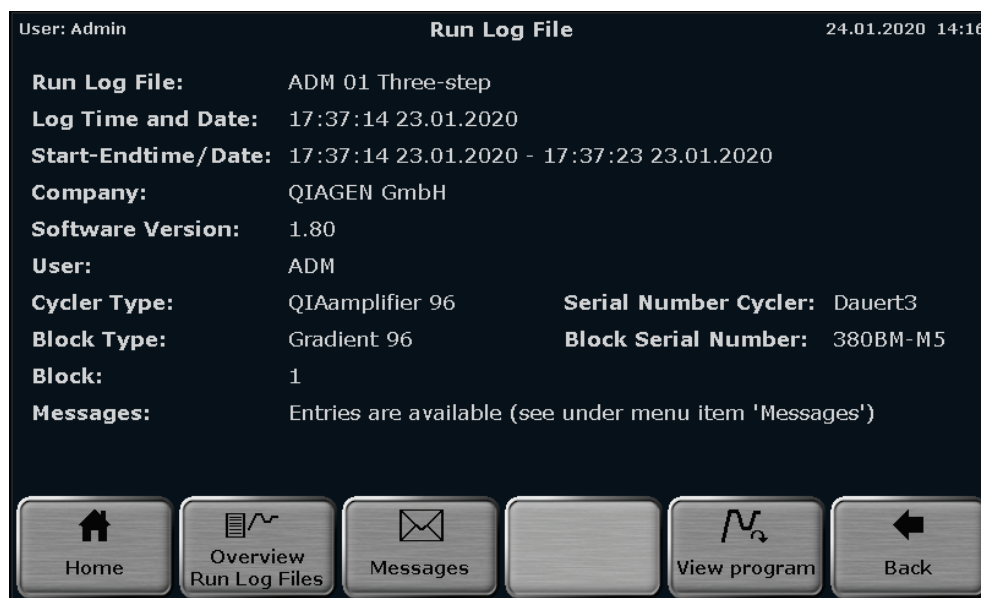 User: Admin Run Log File 24.01.2020 14:16
Run Log File: ADM 01 Three-step
Log Time and Date: 17:37:14 23.01.2020
Start-Endtime/Date: 17:37:14 23.01.2020 - 17:37:23 23.01.2020
Company: QIAGEN GmbH
Software Version: 1.80
User: ADM
Cycler Type: QIAamplifier 96 Serial Number Cycler: Dauert3
Block Type: Gradient 96 Block Serial Number: 380BM-M5
Block: 1
Messages: Entries are available (see under menu item 'Messages')
Home
Overview
Run Log Files
Messages
View program
Back